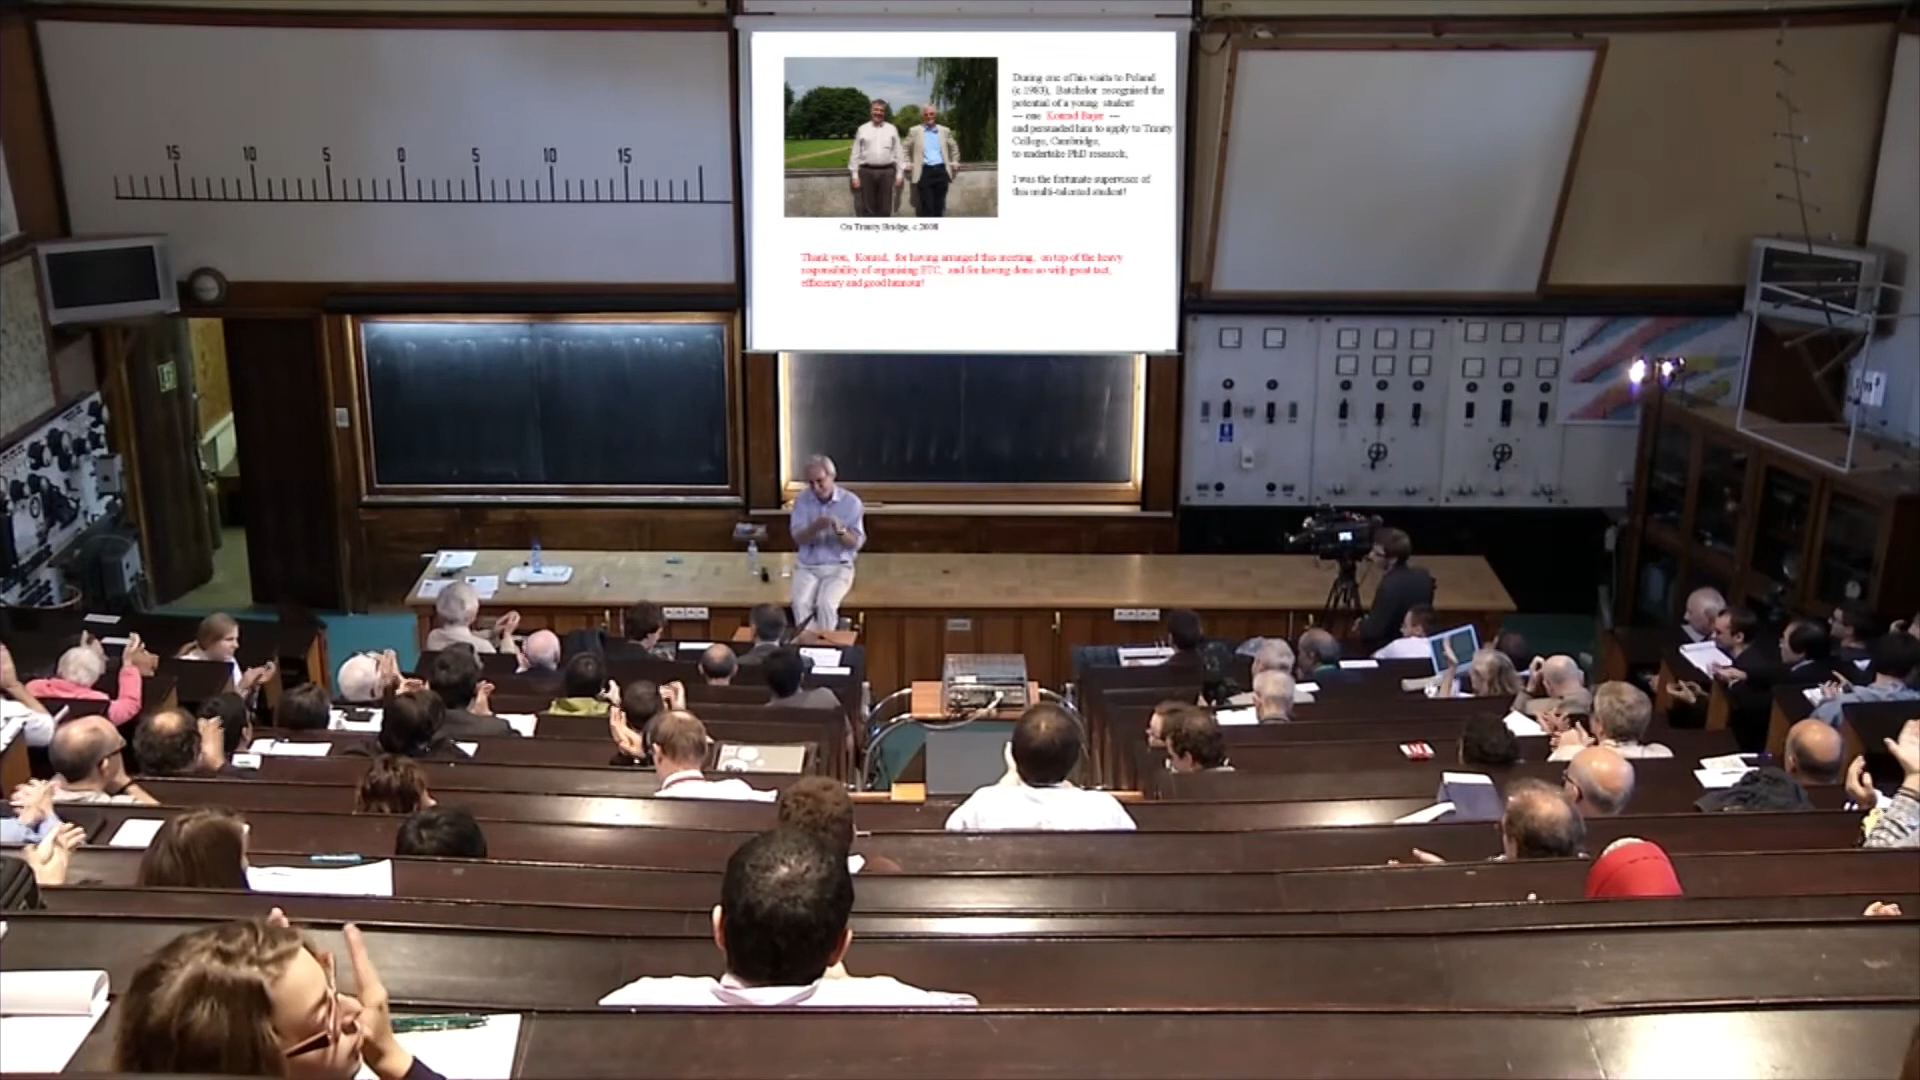 15 10 5 0 5 10 15
During one of his visits to Poland
(c.1983), Batchelor recognised the
potential of a young student
--- one Konrad Bajer ---
and persuaded him to apply to Trinity
College, Cambridge,
to undertake PhD research,
I was the fortunate supervisor of
this multi-talented student!
On Trinity Bridge, c.2008
Thank you, Konrad, for having arranged this meeting, on top of the heavy
responsibility of organising ETC, and for having done so with great tact,
efficiency and good humour!